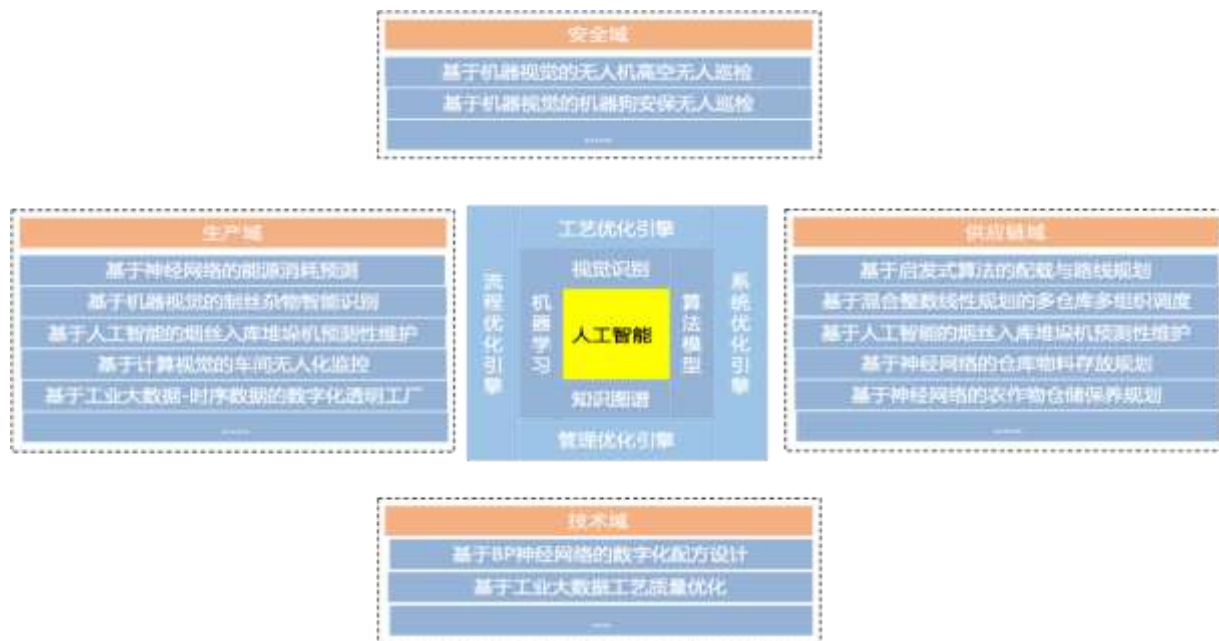 安全域
基于机器视觉的无人机高空无人巡检
基于机器视觉的机器狗安保无人巡检
......
生产域
基于神经网络的能源消耗预测
基于机器视觉的制丝杂物智能识别
基于人工智能的烟丝入库堆垛机预测性维护
基于计算视觉的车间无人化监控
基于工业大数据-时序数据的数字化透明工厂
......
工艺优化引擎
流程优化引擎
视觉识别
机器学习
人工智能
算法模型
知识图谱
系统优化引擎
管理优化引擎
供应链域
基于启发式算法的配载与路线规划
基于混合整数线性规划的多仓库多组织调度
基于人工智能的烟丝入库堆垛机预测性维护
基于神经网络的仓库物料存放规划
基于神经网络的农作物仓储保养规划
......
技术域
基于BP神经网络的数字化配方设计
基于工业大数据工艺质量优化
......